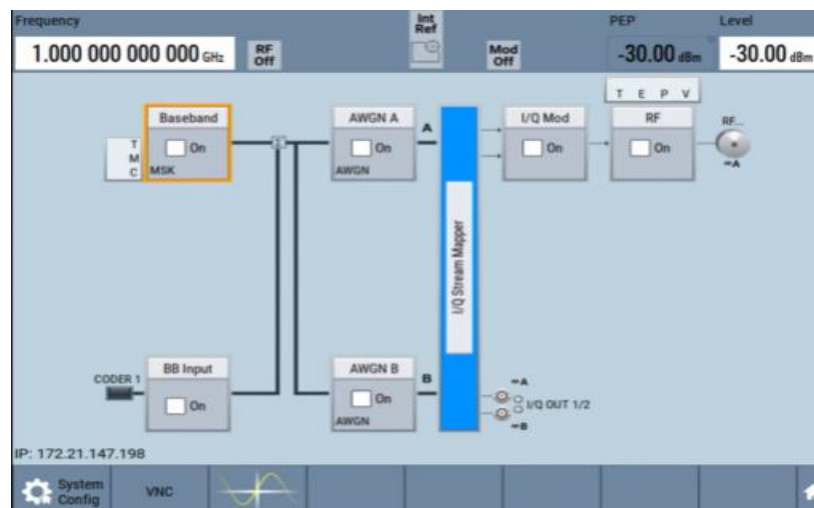 Frequency
Int
Ref
PEP
Level
1.000 000 000 000 GHz
RF
Off
Mod
Off
-30.00 dBm
-30.00 dBm
T E P V
Baseband
On
MSK
T
M
C
AWGN A
On
AWGN
A
I/Q Mod
On
RF
On
RF...
∞A
I/Q Stream Mapper
CODER 1
BB Input
On
AWGN B
On
AWGN
B
∞A
I/Q OUT 1/2
∞B
IP: 172.21.147.198
System
Config
VNC